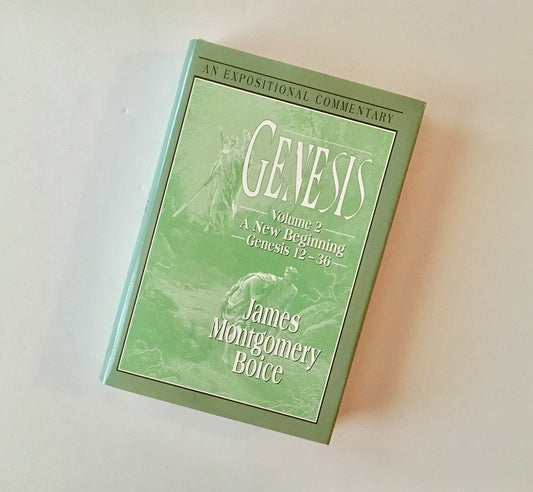 AN EXPOSITIONAL COMMENTARY
GENESIS
Volume 2
A New Beginning
Genesis 12-36
James
Montgomery
Boice